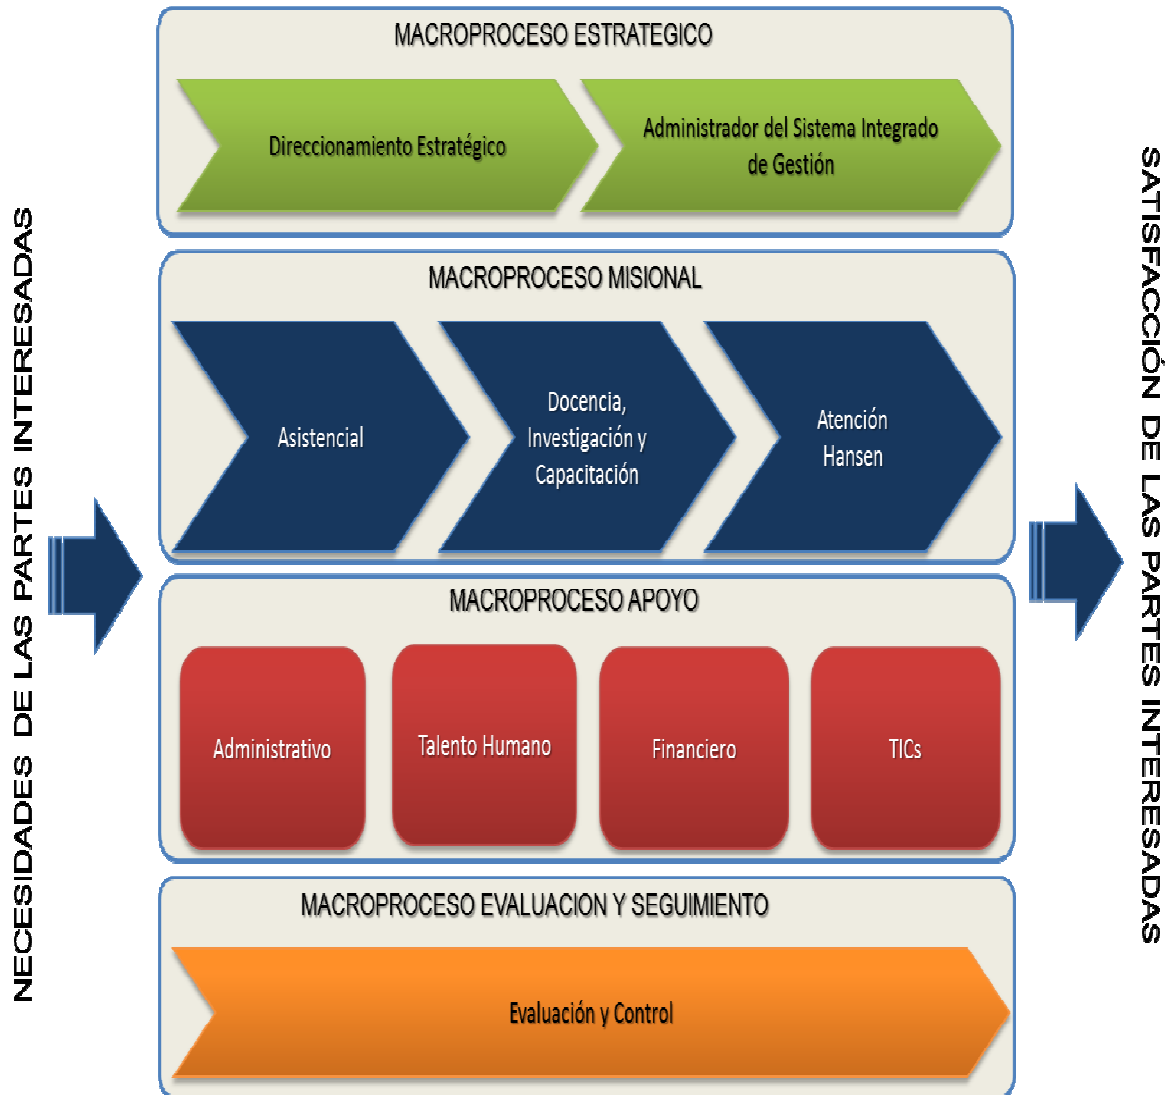 NECESIDADES DE LAS PARTES INTERESADAS
MACROPROCESO ESTRATEGICO
Direccionamiento Estratégico
Administrador del Sistema Integrado
de Gestión
MACROPROCESO MISIONAL
Asistencial
Docencia,
Investigación y
Capacitación
Atención
Hansen
MACROPROCESO APOYO
Administrativo
Talento Humano
Financiero
TICs
MACROPROCESO EVALUACION Y SEGUIMIENTO
Evaluación y Control
SATISFACCIÓN DE LAS PARTES INTERESADAS